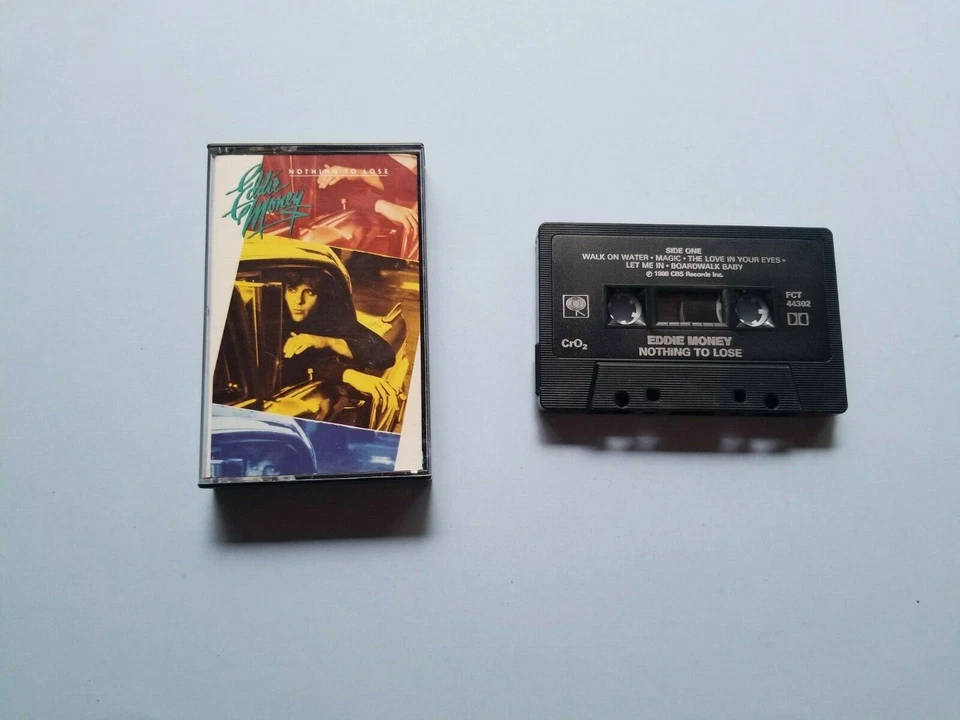 Eddie Money
NOTHING TO LOSE
SIDE ONE
WALK ON WATER • MAGIC • THE LOVE IN YOUR EYES •
LET ME IN • BOARDWALK BABY
℗ 1988 CBS Records Inc.
FCT
44302
CrO₂
EDDIE MONEY
NOTHING TO LOSE